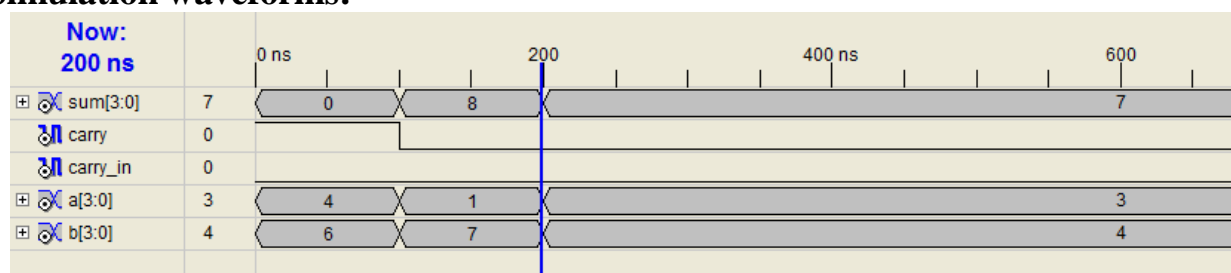 Simulation waveforms:
Now:
200 ns
0 ns 200 400 ns 600
sum[3:0] 7 0 8 7
carry 0
carry_in 0
a[3:0] 3 4 1 3
b[3:0] 4 6 7 4